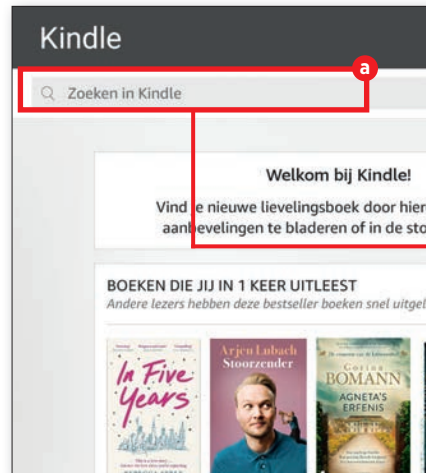 Kindle
a
Zoeken in Kindle
Welkom bij Kindle!
Vind je nieuwe lievelingsboek door hier
aanbevelingen te bladeren of in de sto
BOEKEN DIE JIJ IN 1 KEER UITLEEST
Andere lezers hebben deze bestseller boeken snel uitgel
In Five
Years
Arjen Lubach
Stoorzender
Corina
BOMANN
AGNETA'S
ERFENIS